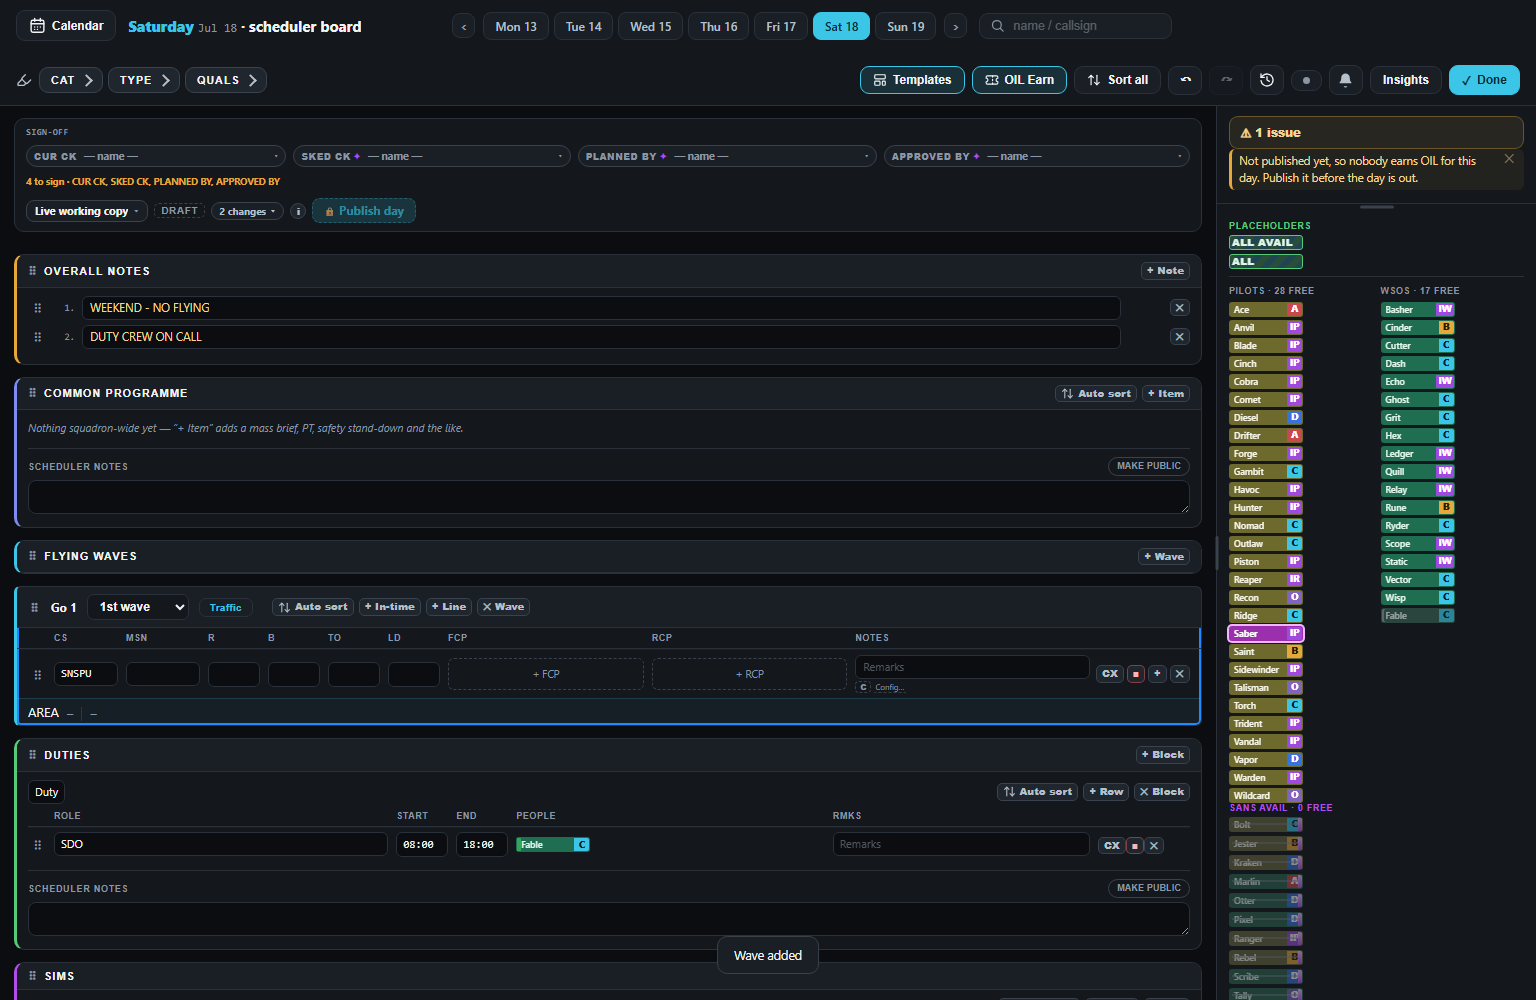 Calendar
Saturday Jul 18 · scheduler board
‹ Mon 13 Tue 14 Wed 15 Thu 16 Fri 17 Sat 18 Sun 19 ›
name / callsign
CAT TYPE QUALS
Templates OIL Earn Sort all Insights ✓ Done
SIGN-OFF
CUR CK — name — SKED CK — name — PLANNED BY — name — APPROVED BY — name —
4 to sign · CUR CK, SKED CK, PLANNED BY, APPROVED BY
Live working copy DRAFT 2 changes i Publish day
OVERALL NOTES + Note
1. WEEKEND - NO FLYING
2. DUTY CREW ON CALL
COMMON PROGRAMME Auto sort + Item
Nothing squadron-wide yet — "+ Item" adds a mass brief, PT, safety stand-down and the like.
SCHEDULER NOTES MAKE PUBLIC
FLYING WAVES + Wave
Go 1 1st wave Traffic Auto sort + In-time + Line X Wave
CS MSN R B TO LD FCP RCP NOTES
SNSPU + FCP + RCP Remarks CX + X
C Config...
AREA – –
DUTIES + Block
Duty Auto sort + Row X Block
ROLE START END PEOPLE RMKS
SDO 08:00 18:00 Fable C Remarks CX X
SCHEDULER NOTES MAKE PUBLIC
Wave added
SIMS
1 issue
Not published yet, so nobody earns OIL for this
day. Publish it before the day is out.
PLACEHOLDERS
ALL AVAIL
ALL
PILOTS · 28 FREE
Ace A
Anvil IP
Blade IP
Cinch IP
Cobra IP
Comet IP
Diesel D
Drifter A
Forge IP
Gambit C
Havoc IP
Hunter IP
Nomad C
Outlaw C
Piston IP
Reaper IR
Recon O
Ridge C
Saber IP
Saint B
Sidewinder IP
Talisman O
Torch C
Trident IP
Vandal IP
Vapor D
Warden IP
Wildcard O
WSOS · 17 FREE
Basher IW
Cinder B
Cutter C
Dash C
Echo IW
Ghost C
Grit C
Hex C
Ledger IW
Quill IW
Relay IW
Rune B
Ryder C
Scope IW
Static IW
Vector C
Wisp C
Fable C
SANS AVAIL · 0 FREE
Bolt C
Jester B
Kraken D
Marlin A
Otter D
Pixel D
Ranger IP
Rebel B
Scribe D
Tally O